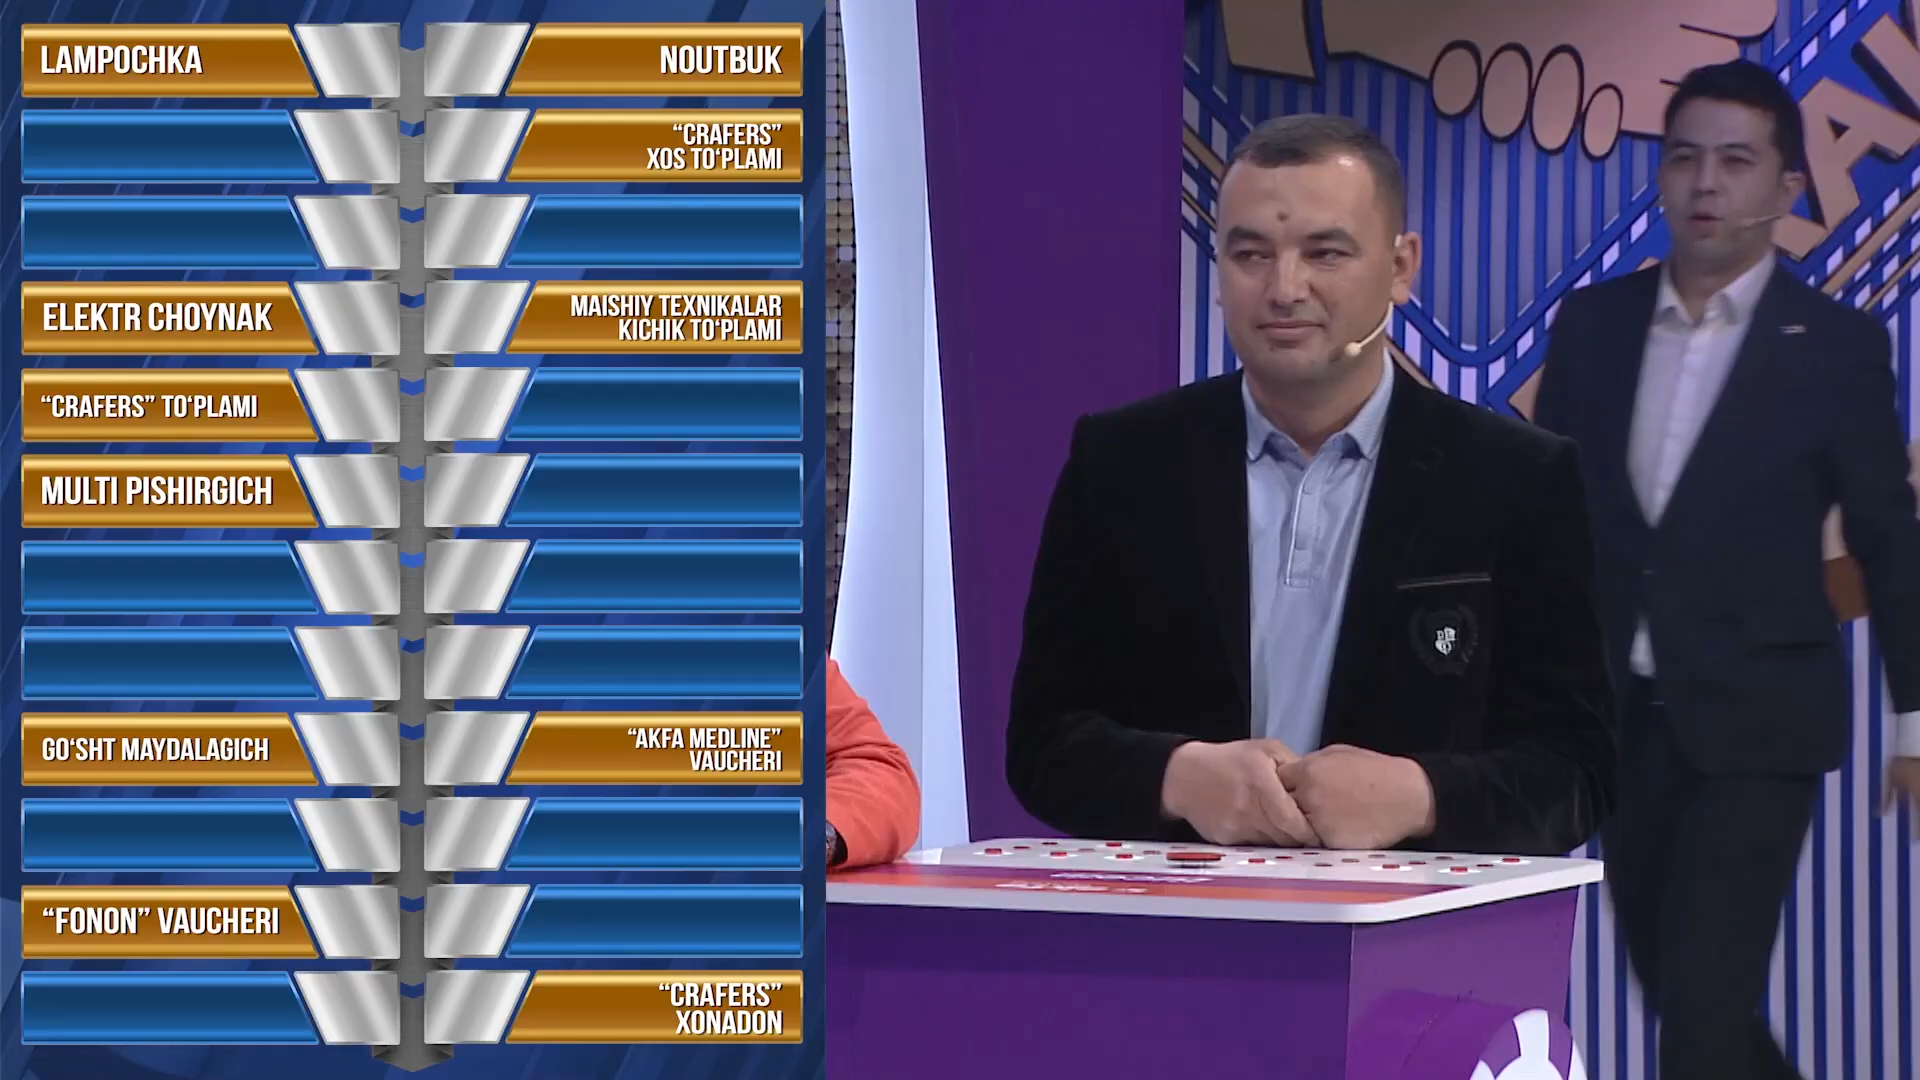 LAMPOCHKA
NOUTBUK
“CRAFERS”
XOS TO‘PLAMI
ELEKTR CHOYNAK
MAISHIY TEXNIKALAR
KICHIK TO‘PLAMI
“CRAFERS” TO‘PLAMI
MULTI PISHIRGICH
GO‘SHT MAYDALAGICH
“AKFA MEDLINE”
VAUCHERI
“FONON” VAUCHERI
“CRAFERS”
XONADON